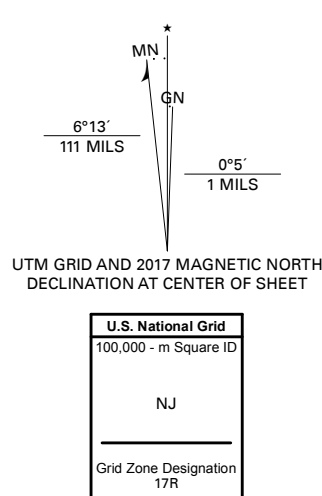 MN
GN
6°13´
111 MILS
0°5´
1 MILS
UTM GRID AND 2017 MAGNETIC NORTH
DECLINATION AT CENTER OF SHEET
U.S. National Grid
100,000 - m Square ID
NJ
Grid Zone Designation
17R